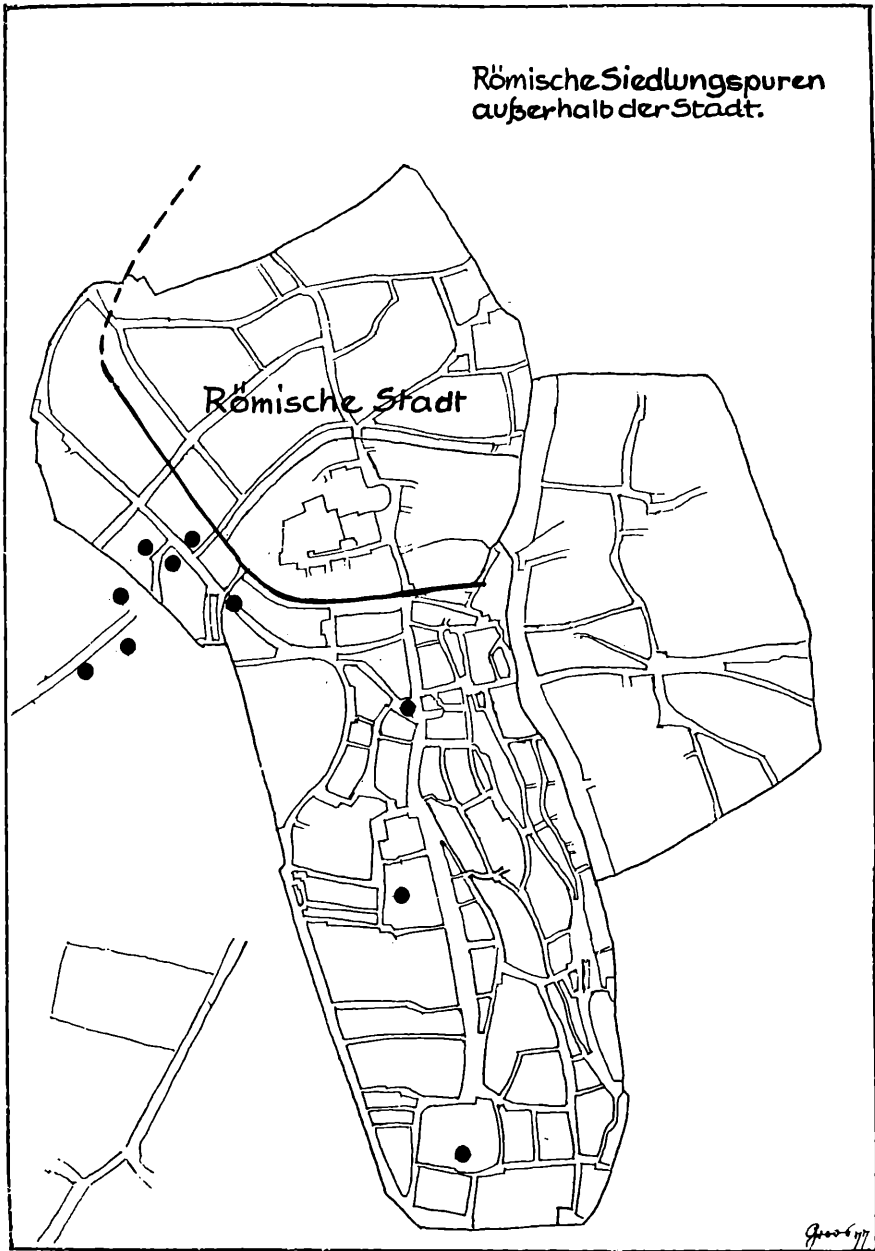 Römische Siedlungspuren
außerhalb der Stadt.
Römische Stadt